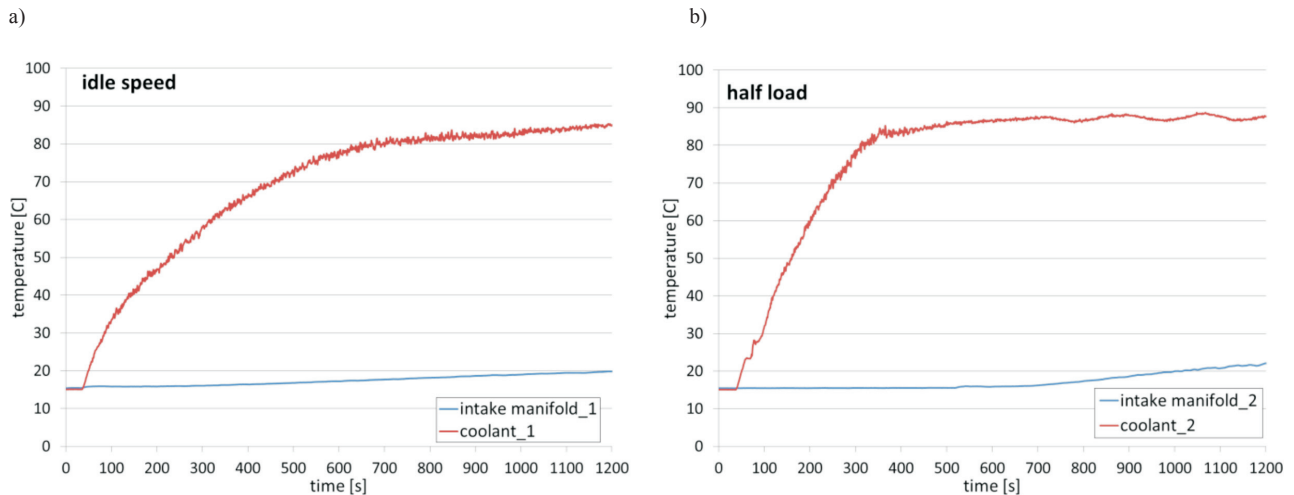 a)
b)
idle speed
temperature [C]
100
90
80
70
60
50
40
30
20
10
0
0 100 200 300 400 500 600 700 800 900 1000 1100 1200
time [s]
intake manifold_1
coolant_1
half load
temperature [C]
100
90
80
70
60
50
40
30
20
10
0
0 100 200 300 400 500 600 700 800 900 1000 1100 1200
time [s]
intake manifold_2
coolant_2